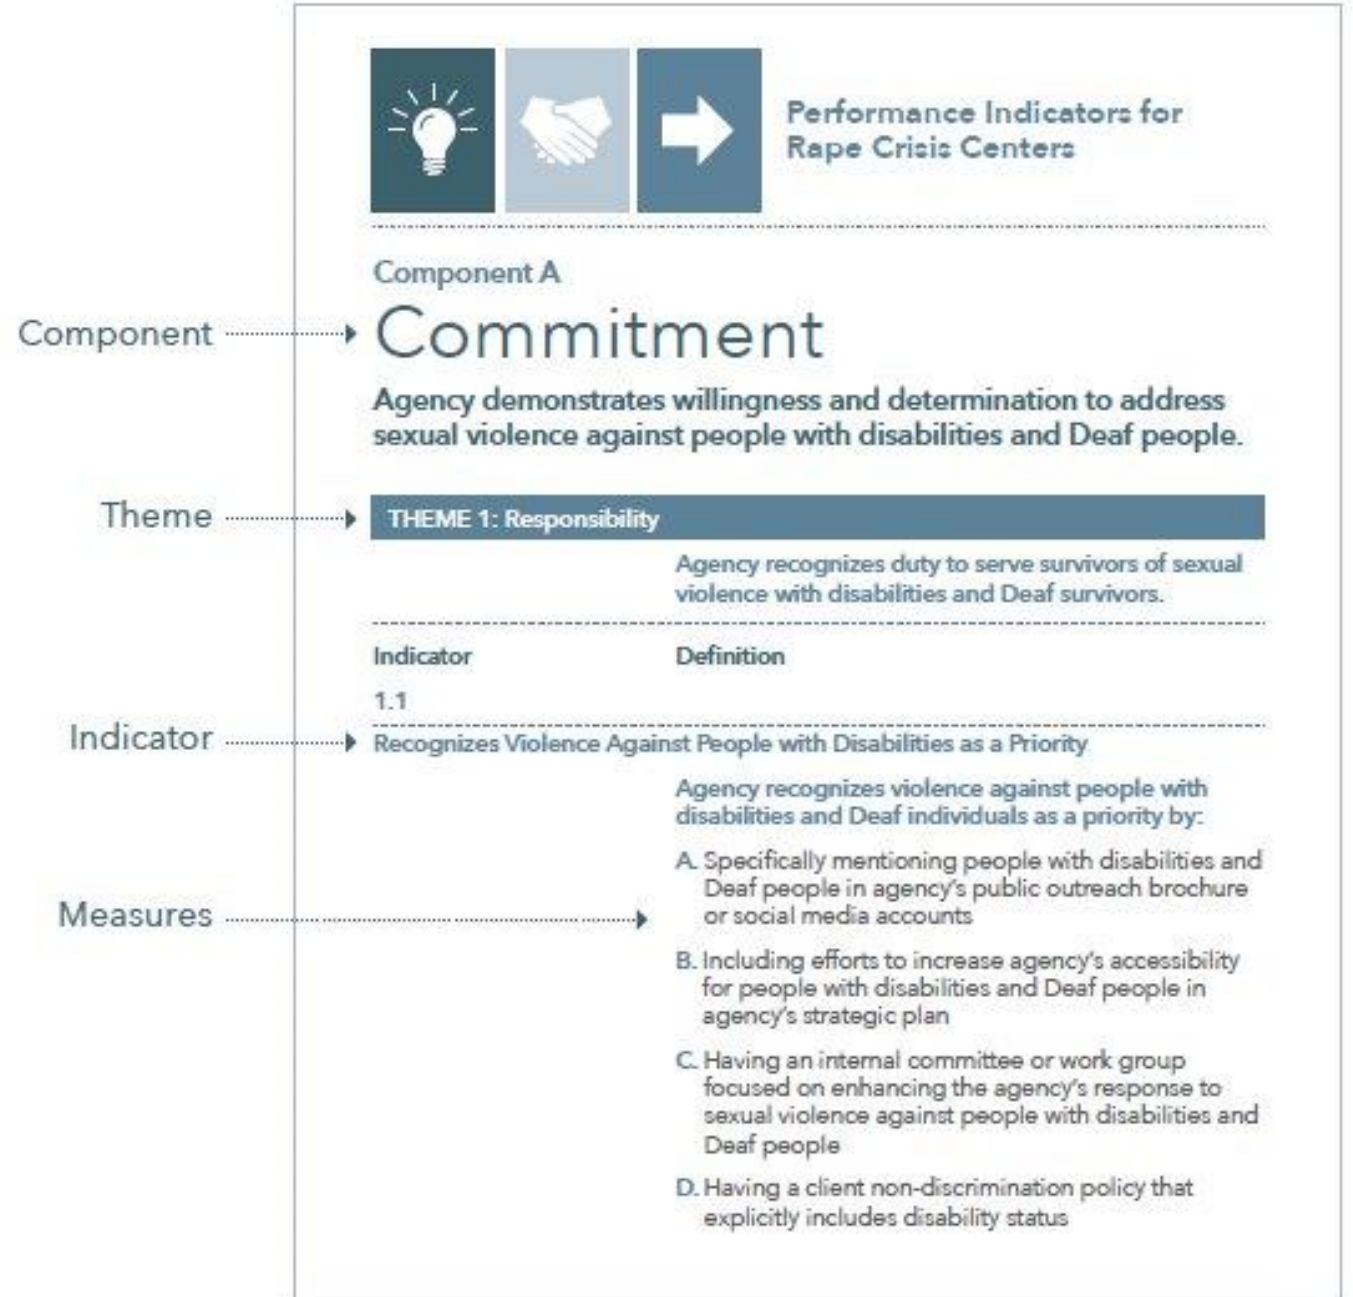 Performance Indicators for
Rape Crisis Centers
Component A
Component
Commitment
Agency demonstrates willingness and determination to address
sexual violence against people with disabilities and Deaf people.
Theme
THEME 1: Responsibility
Agency recognizes duty to serve survivors of sexual
violence with disabilities and Deaf survivors.
Indicator Definition
1.1
Indicator
Recognizes Violence Against People with Disabilities as a Priority
Agency recognizes violence against people with
disabilities and Deaf individuals as a priority by:
A. Specifically mentioning people with disabilities and
Deaf people in agency's public outreach brochure
or social media accounts
Measures
B. Including efforts to increase agency's accessibility
for people with disabilities and Deaf people in
agency's strategic plan
C. Having an internal committee or work group
focused on enhancing the agency's response to
sexual violence against people with disabilities and
Deaf people
D. Having a client non-discrimination policy that
explicitly includes disability status